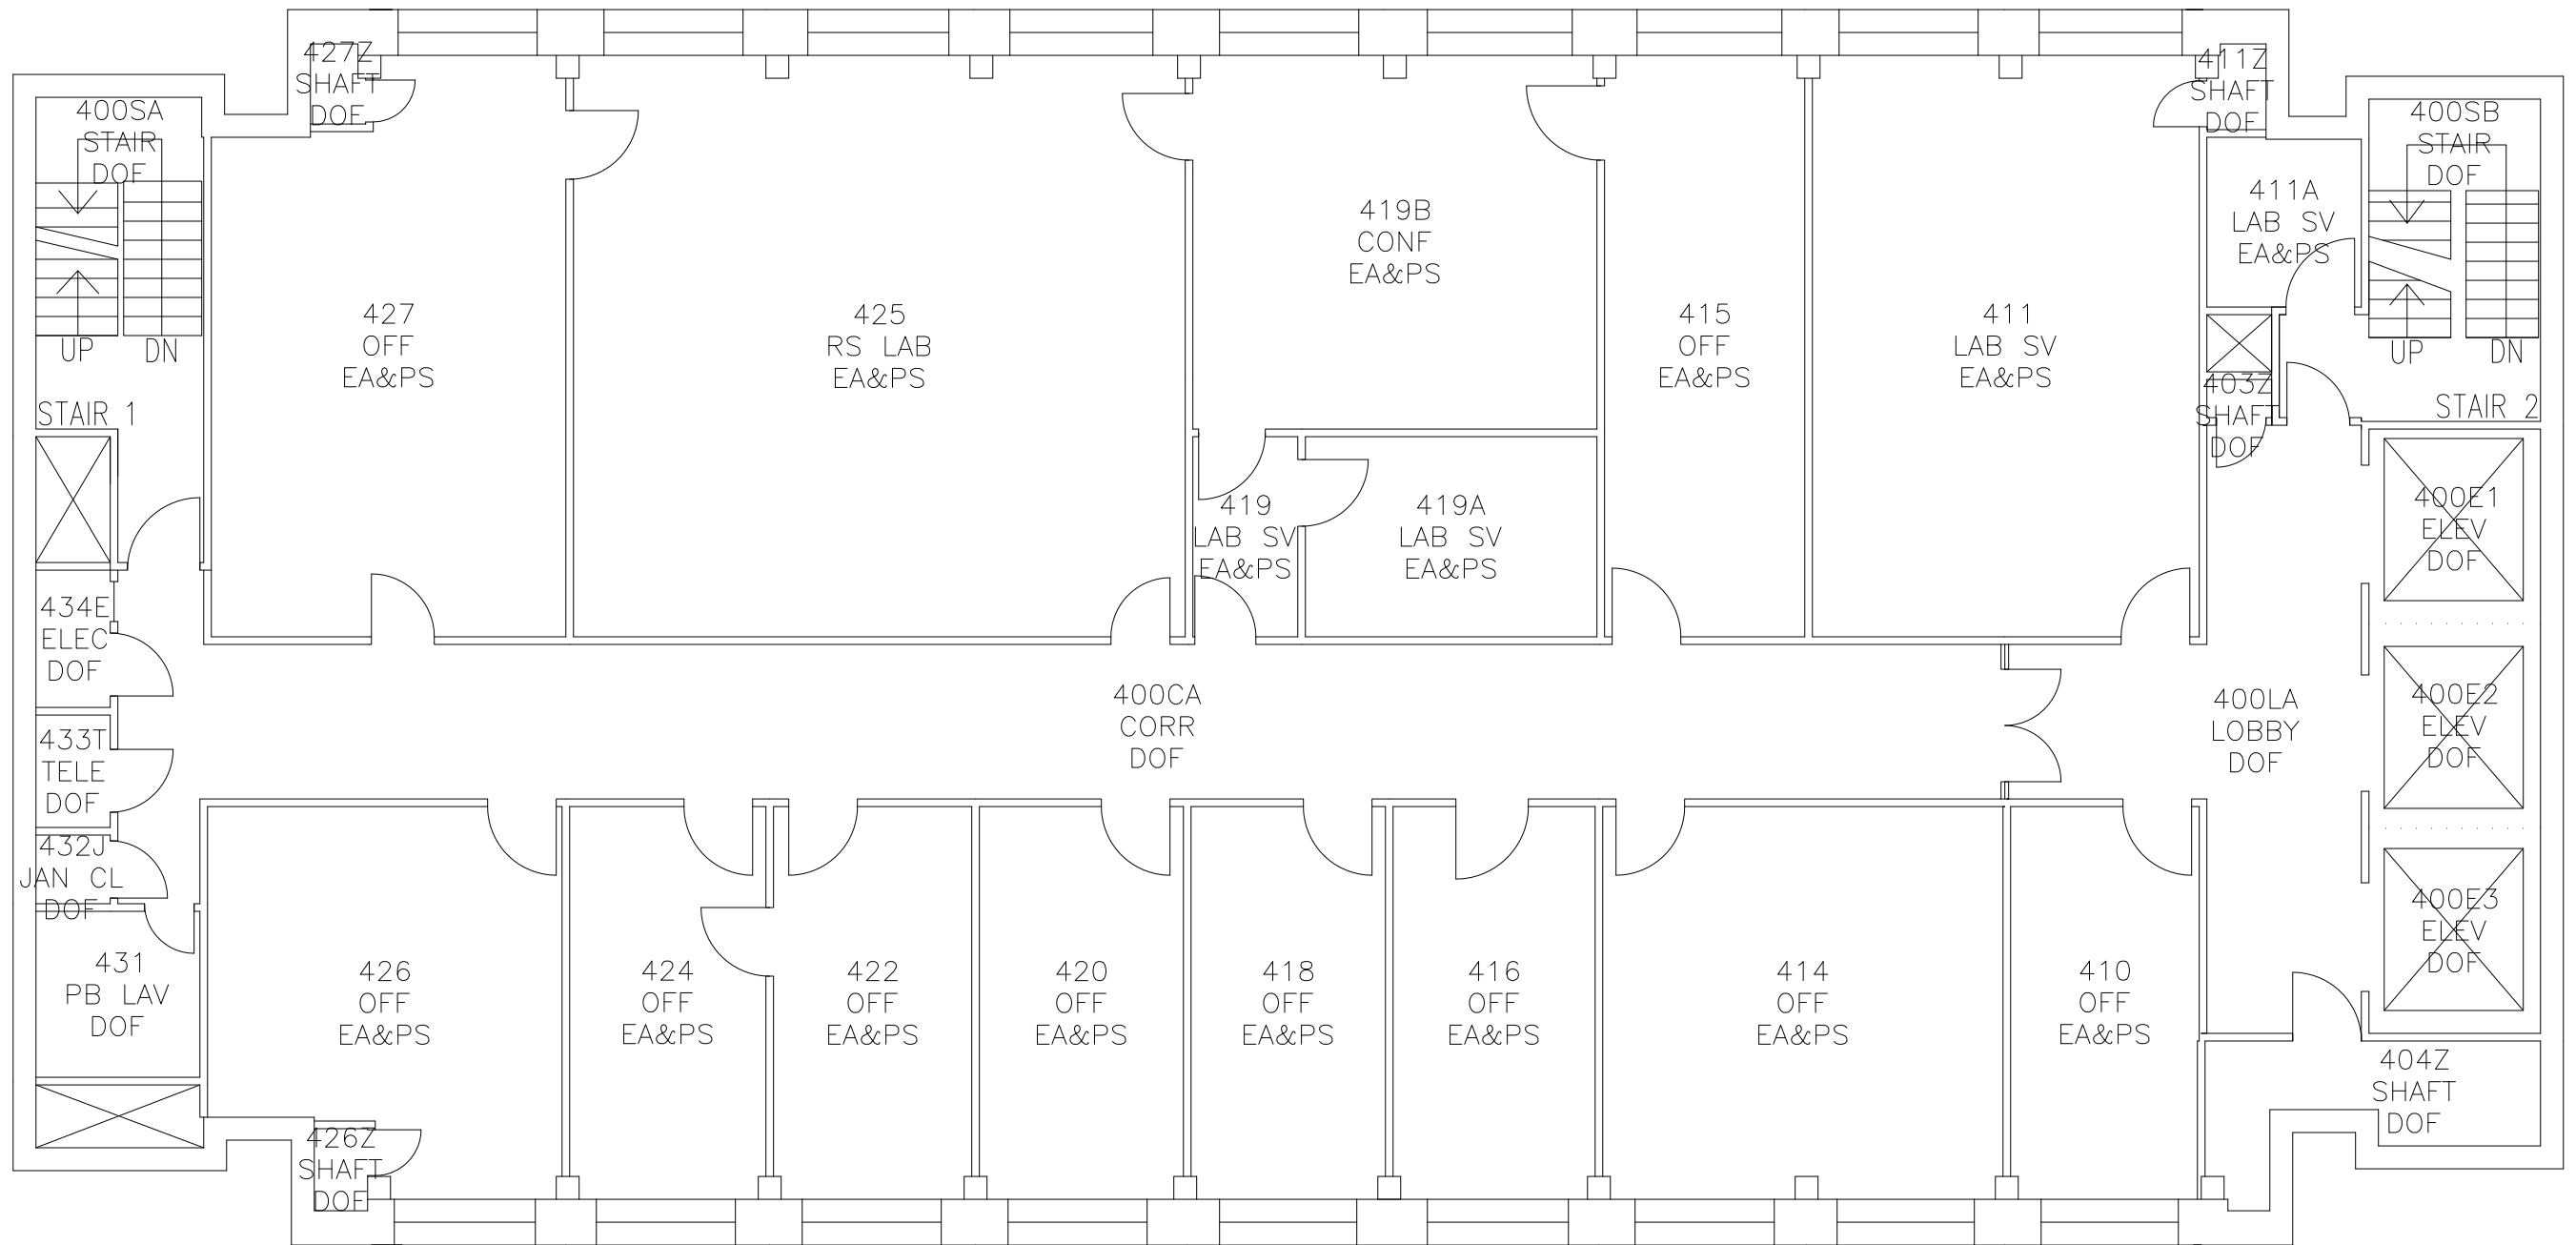 427Z
SHAFT
DOF
411Z
SHAFT
DOF
400SA
STAIR
DOF
400SB
STAIR
DOF
411A
LAB SV
EA&PS
419B
CONF
EA&PS
427
OFF
EA&PS
425
RS LAB
EA&PS
415
OFF
EA&PS
411
LAB SV
EA&PS
UP
DN
UP
DN
403Z
SHAFT
DOF
STAIR 1
STAIR 2
419
LAB SV
EA&PS
419A
LAB SV
EA&PS
400E1
ELEV
DOF
434E
ELEC
DOF
433T
TELE
DOF
400CA
CORR
DOF
400LA
LOBBY
DOF
400E2
ELEV
DOF
432J
JAN CL
DOF
400E3
ELEV
DOF
431
PB LAV
DOF
426
OFF
EA&PS
424
OFF
EA&PS
422
OFF
EA&PS
420
OFF
EA&PS
418
OFF
EA&PS
416
OFF
EA&PS
414
OFF
EA&PS
410
OFF
EA&PS
404Z
SHAFT
DOF
426Z
SHAFT
DOF